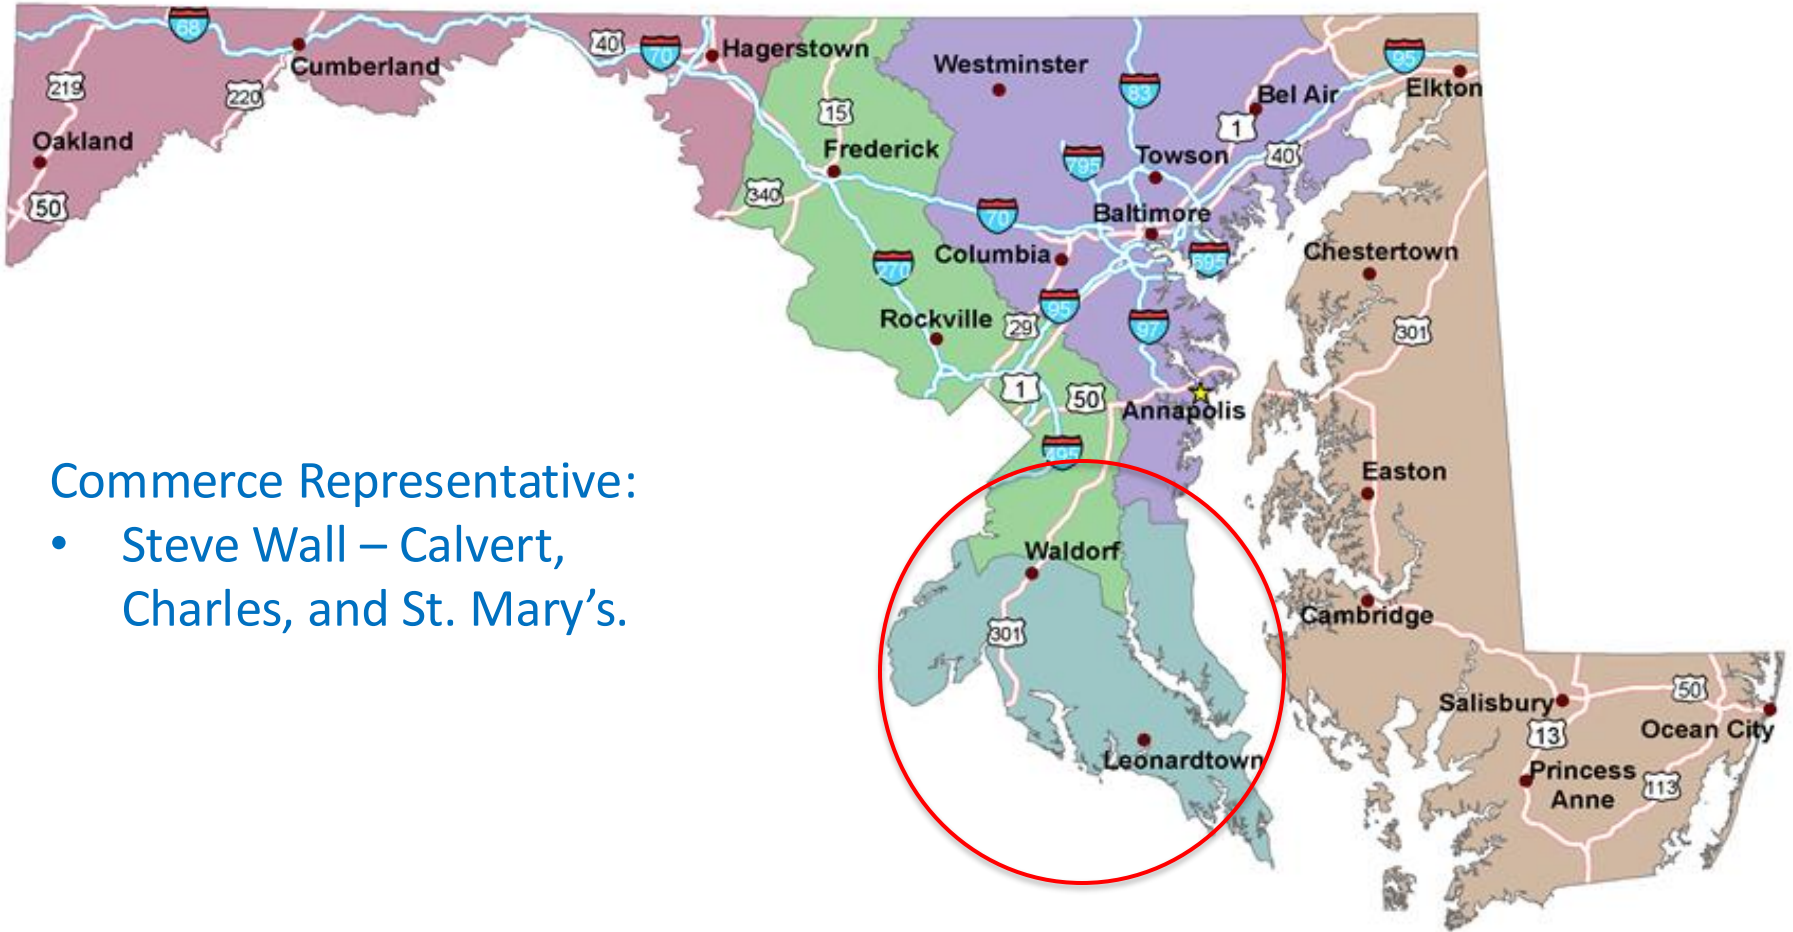 68
40
70
Hagerstown
Cumberland
219
220
Oakland
50
15
Frederick
340
Westminster
83
95
Elkton
Bel Air
1
40
795
Towson
70
Baltimore
Columbia
695
270
95
97
Rockville
29
Chestertown
301
1
50
Annapolis
495
Easton
Commerce Representative:
• Steve Wall – Calvert,
Charles, and St. Mary’s.
Waldorf
301
Cambridge
Leonardtown
Salisbury
50
13
Ocean City
Princess
Anne
113